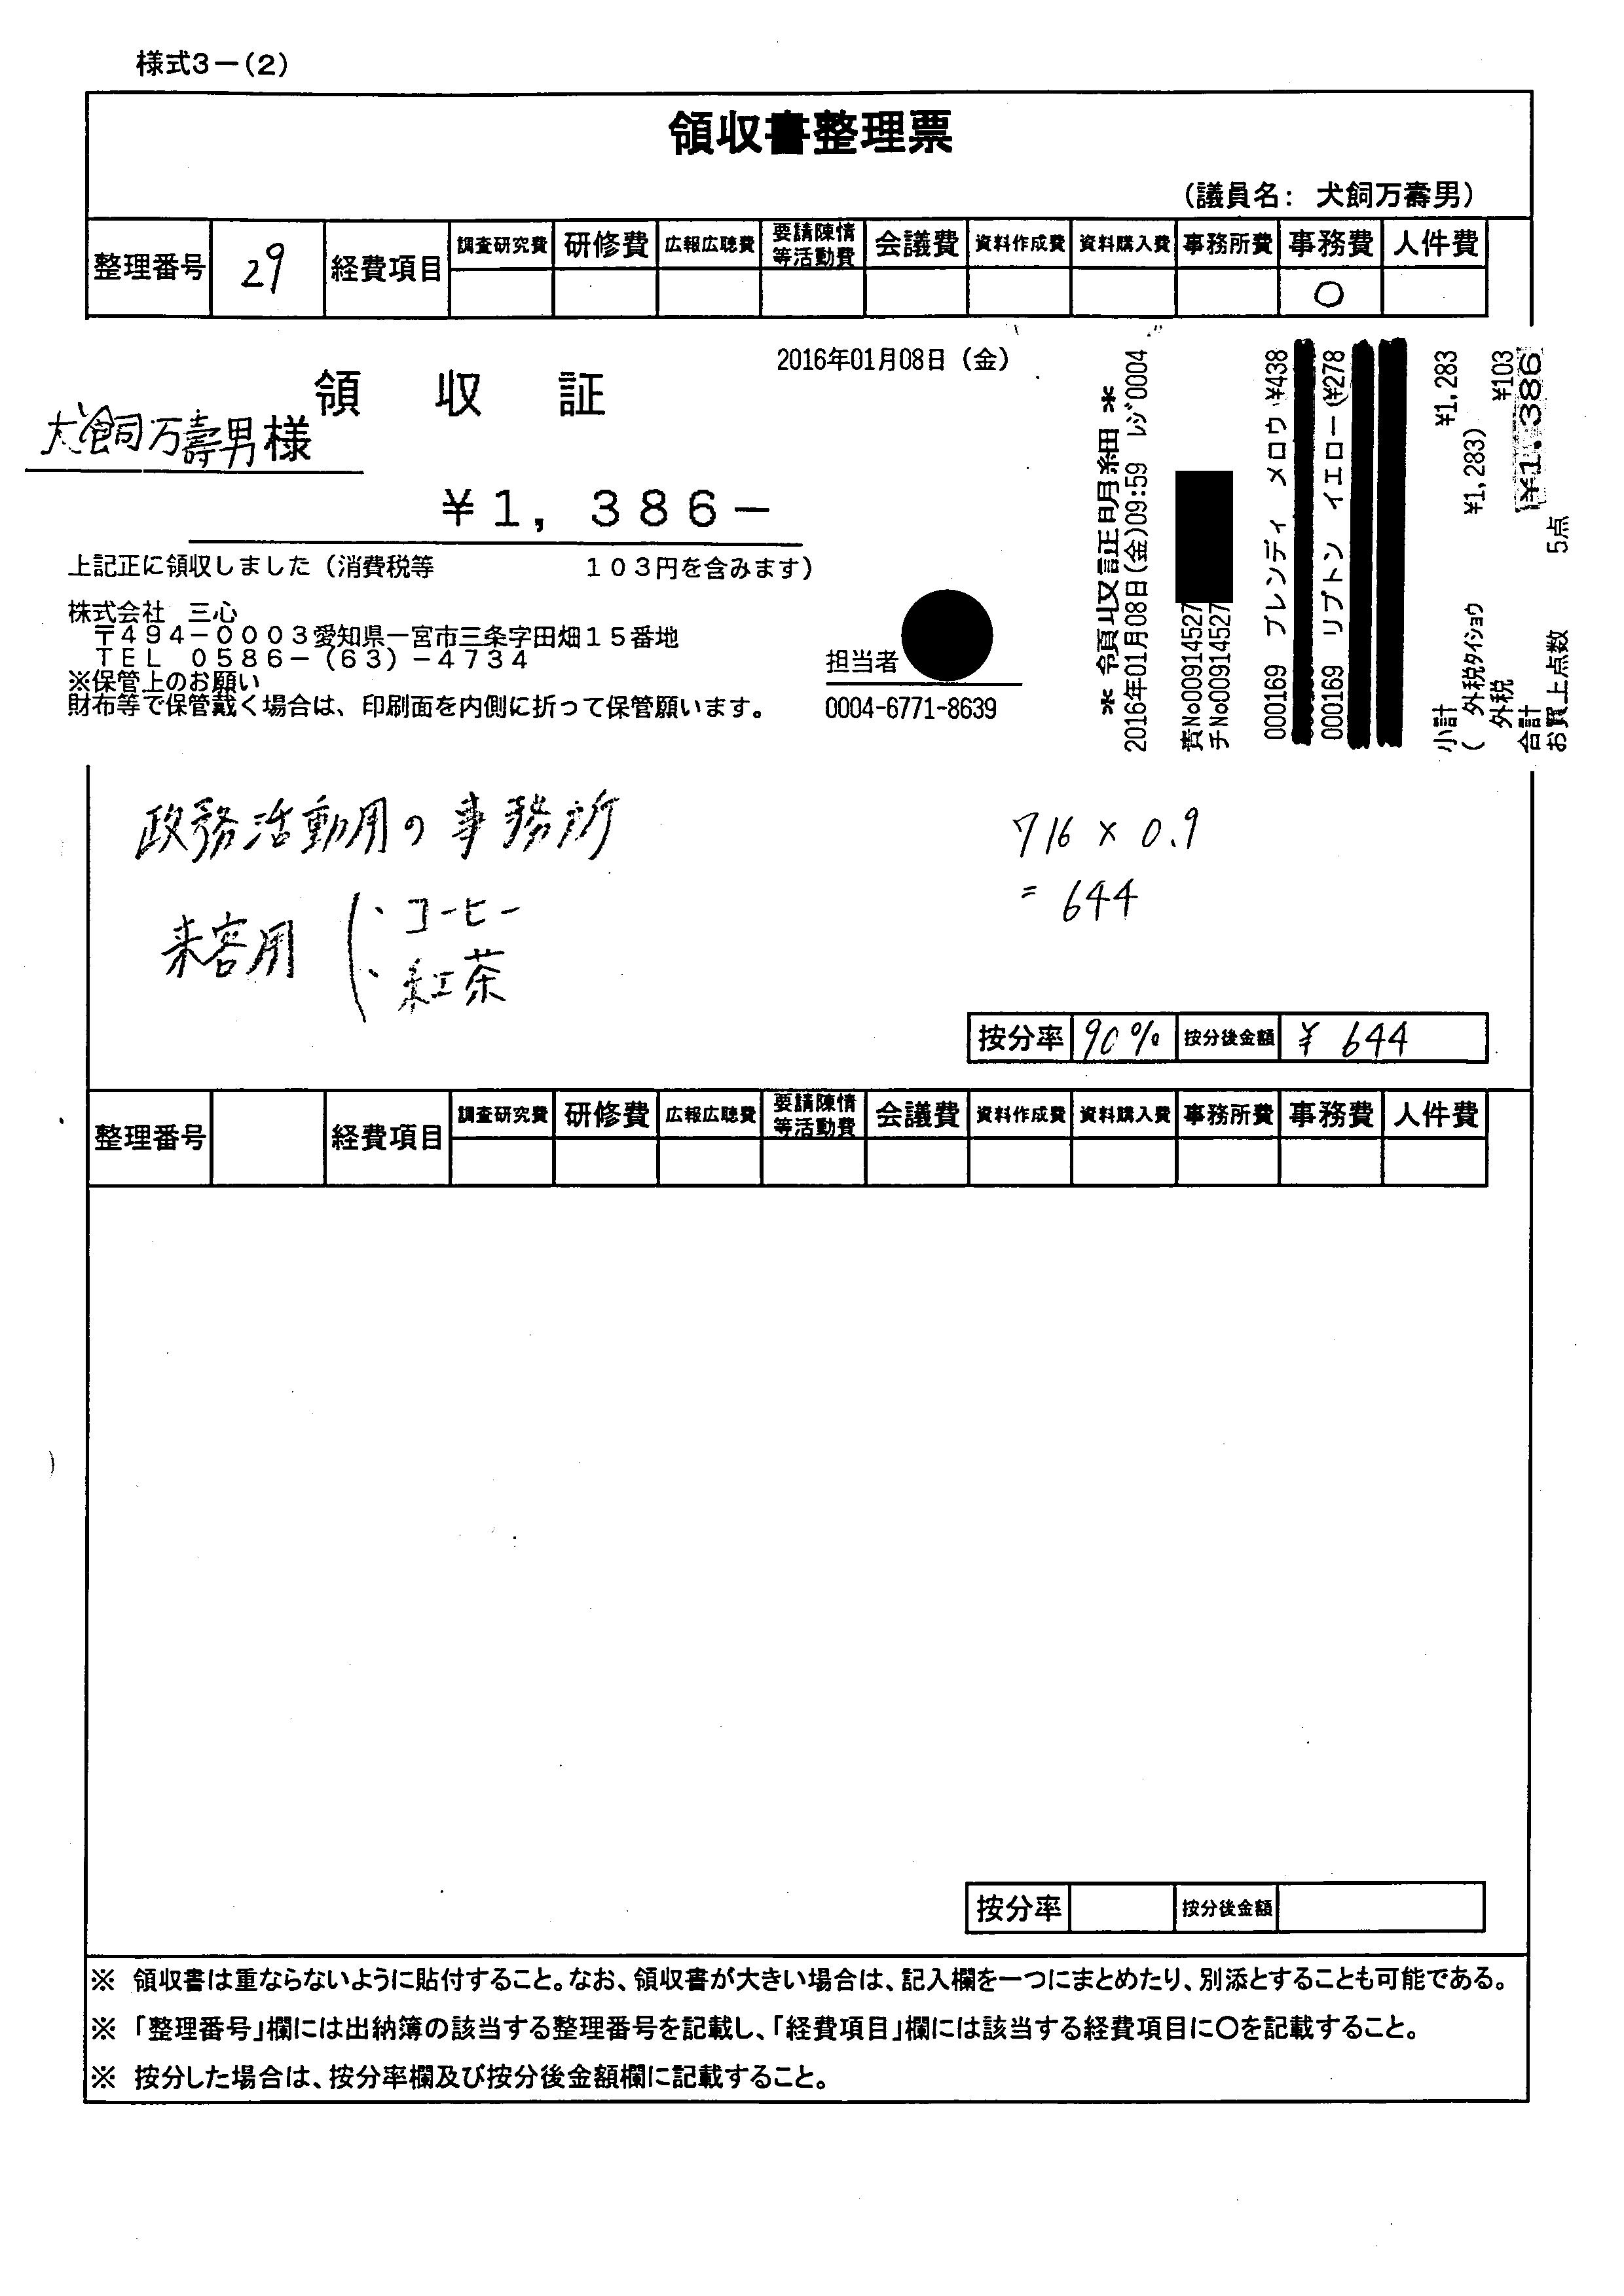 様式3－(2)
領収書整理票
(議員名: 犬飼万壽男)
整理番号 29 経費項目 調査研究費 研修費 広報広聴費 要請陳情等活動費 会議費 資料作成費 資料購入費 事務所費 事務費 人件費
○
2016年01月08日(金)
領 収 証
犬飼万壽男様
¥1,386－
上記正に領収しました(消費税等 103円を含みます)
株式会社 三心
〒494－0003愛知県一宮市三条字田畑15番地
TEL 0586－(63)－4734
※保管上のお願い
財布等で保管戴く場合は、印刷面を内側に折って保管願います。
担当者
0004-6771-8639
** 領収証明細 **
2016年01月08日(金)09:59 ﾚｼﾞ0004
責No00914527
チNo00914527
000169 ブレンディ メロウ ¥438
000169 リプトン イエロー (¥278
小計 ¥1,283
( 外税ﾀｲｼｮｳ ¥1,283)
外税 ¥103
合計 ¥1,386
お買上点数 5点
政務活動用の事務所
来客用
・コーヒー
・紅茶
716 × 0.9
= 644
按分率 90% 按分後金額 ¥ 644
整理番号 経費項目 調査研究費 研修費 広報広聴費 要請陳情等活動費 会議費 資料作成費 資料購入費 事務所費 事務費 人件費
按分率 按分後金額
※ 領収書は重ならないように貼付すること。なお、領収書が大きい場合は、記入欄を一つにまとめたり、別添とすることも可能である。
※ 「整理番号」欄には出納簿の該当する整理番号を記載し、「経費項目」欄には該当する経費項目に○を記載すること。
※ 按分した場合は、按分率欄及び按分後金額欄に記載すること。